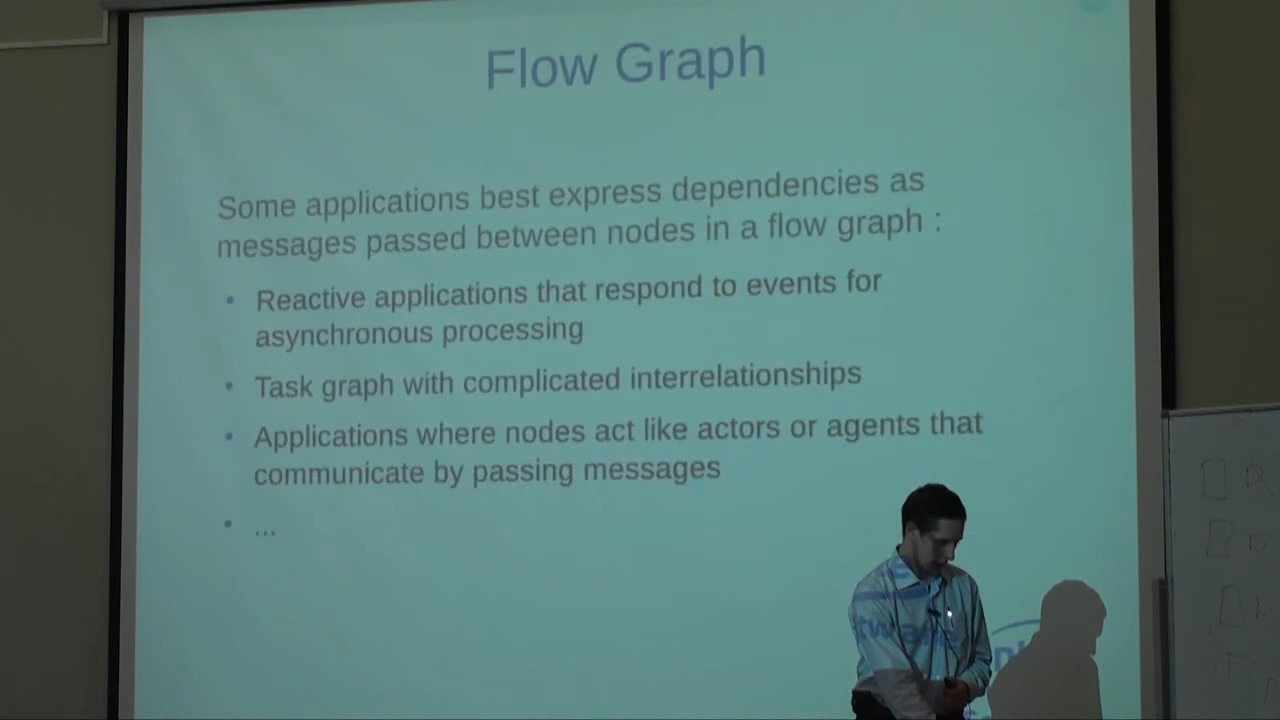 Flow Graph
Some applications best express dependencies as
messages passed between nodes in a flow graph :
• Reactive applications that respond to events for
asynchronous processing
• Task graph with complicated interrelationships
• Applications where nodes act like actors or agents that
communicate by passing messages
• ...